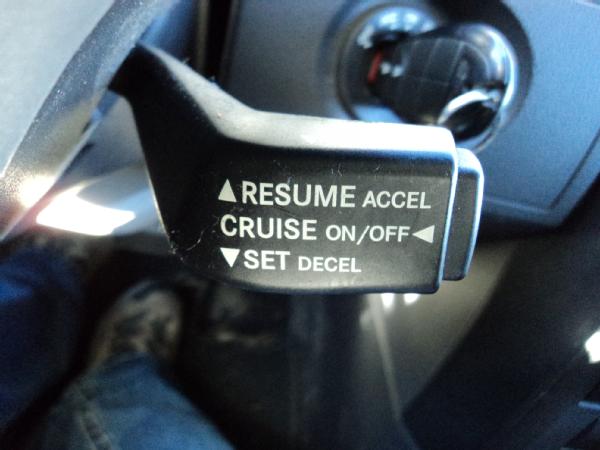 ▲RESUME ACCEL
CRUISE ON/OFF◄
▼SET DECEL